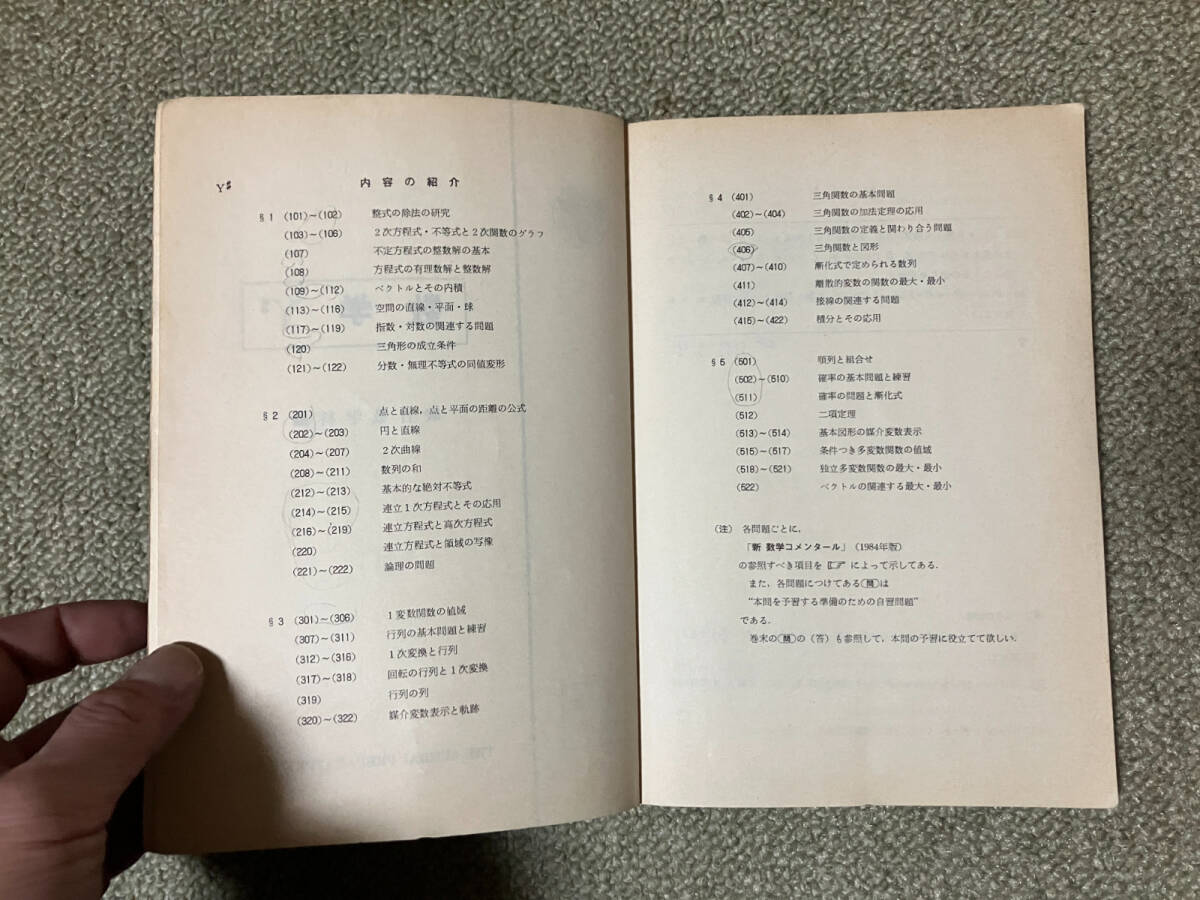 Y♯
内容の紹介
§1 (101)~(102) 整式の除法の研究
(103)~(106) 2次方程式・不等式と2次関数のグラフ
(107) 不定方程式の整数解の基本
(108) 方程式の有理数解と整数解
(109)~(112) ベクトルとその内積
(113)~(116) 空間の直線・平面・球
(117)~(119) 指数・対数の関連する問題
(120) 三角形の成立条件
(121)~(122) 分数・無理不等式の同値変形
§2 (201) 点と直線,点と平面の距離の公式
(202)~(203) 円と直線
(204)~(207) 2次曲線
(208)~(211) 数列の和
(212)~(213) 基本的な絶対不等式
(214)~(215) 連立1次方程式とその応用
(216)~(219) 連立方程式と高次方程式
(220) 連立方程式と領域の写像
(221)~(222) 論理の問題
§3 (301)~(306) 1変数関数の値域
(307)~(311) 行列の基本問題と練習
(312)~(316) 1次変換と行列
(317)~(318) 回転の行列と1次変換
(319) 行列の列
(320)~(322) 媒介変数表示と軌跡
§4 (401) 三角関数の基本問題
(402)~(404) 三角関数の加法定理の応用
(405) 三角関数の定義と関わり合う問題
(406) 三角関数と図形
(407)~(410) 漸化式で定められる数列
(411) 離散的変数の関数の最大・最小
(412)~(414) 接線の関連する問題
(415)~(422) 積分とその応用
§5 (501) 順列と組合せ
(502)~(510) 確率の基本問題と練習
(511) 確率の問題と漸化式
(512) 二項定理
(513)~(514) 基本図形の媒介変数表示
(515)~(517) 条件つき多変数関数の値域
(518)~(521) 独立多変数関数の最大・最小
(522) ベクトルの関連する最大・最小
(注) 各問題ごとに,
「新 数学コメンタール」(1984年版)
の参照すべき項目を☞によって示してある.
また,各問題につけてある(簡)は
“本問を予習する準備のための自習問題”
である.
巻末の(簡)の(答)も参照して,本問の予習に役立てて欲しい.